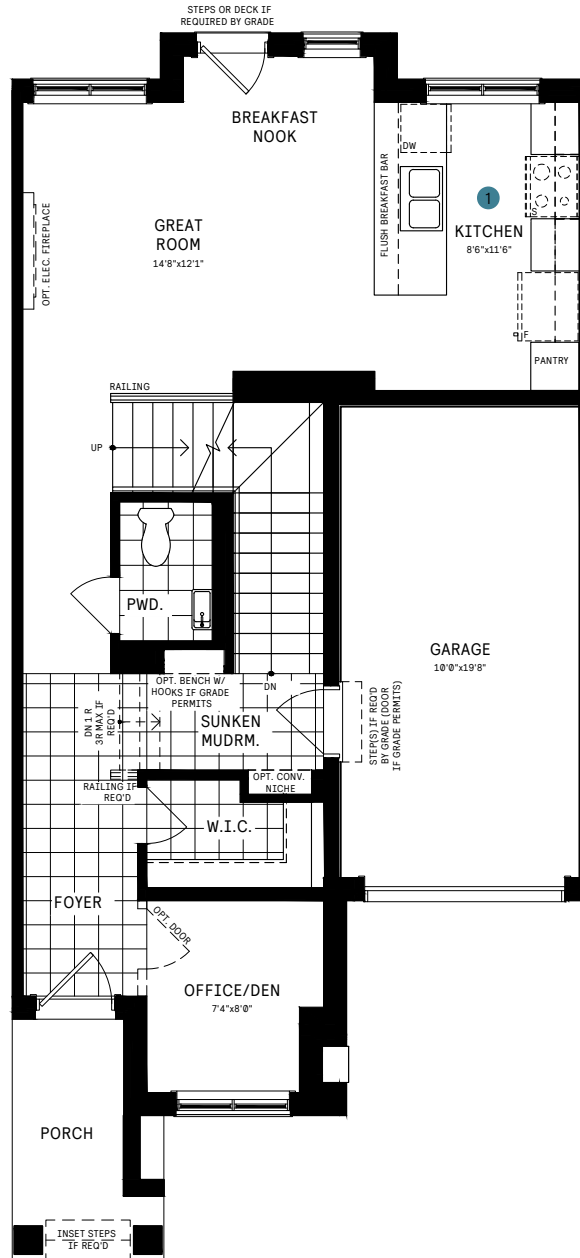 STEPS OR DECK IF
REQUIRED BY GRADE
BREAKFAST
NOOK
DW
FLUSH BREAKFAST BAR
1
KITCHEN
8'6"x11'6"
S
F
PANTRY
GREAT
ROOM
14'8"x12'1"
OPT. ELEC. FIREPLACE
RAILING
UP
PWD.
GARAGE
10'0"x19'8"
OPT. BENCH W/
HOOKS IF GRADE
PERMITS
DN
SUNKEN
MUDRM.
DN 1 R
3R MAX IF
REQ'D
STEP(S) IF REQ'D
BY GRADE (DOOR
IF GRADE PERMITS)
RAILING IF
REQ'D
OPT. CONV.
NICHE
W.I.C.
FOYER
OPT. DOOR
OFFICE/DEN
7'4"x8'0"
PORCH
INSET STEPS
IF REQ'D